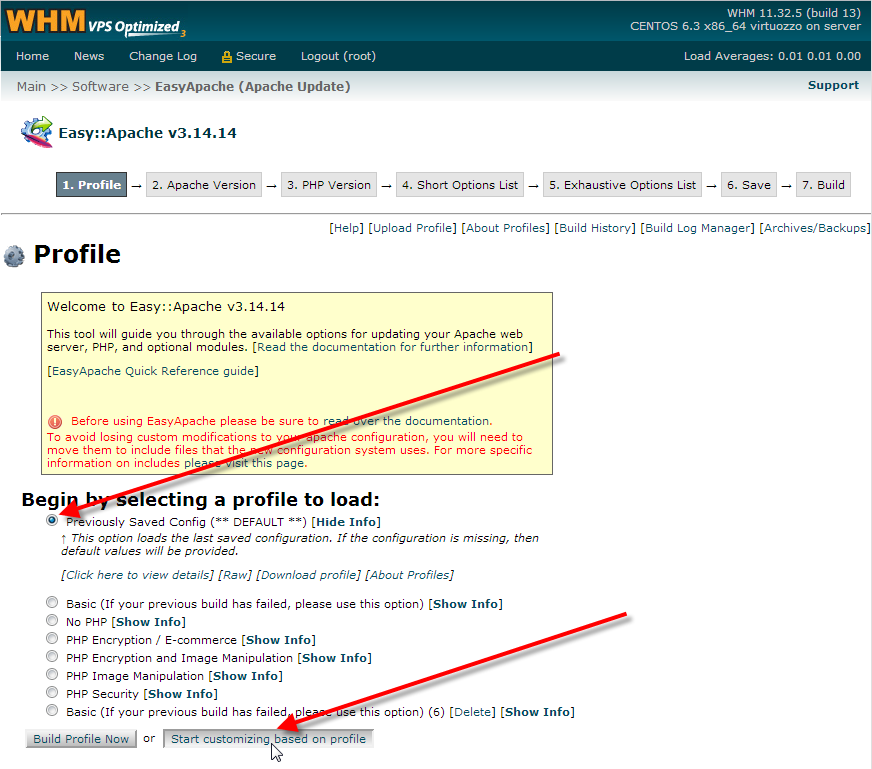 WHM VPS Optimized 3
WHM 11.32.5 (build 13)
CENTOS 6.3 x86_64 virtuozzo on server
Home News Change Log Secure Logout (root) Load Averages: 0.01 0.01 0.00
Main >> Software >> EasyApache (Apache Update) Support
Easy::Apache v3.14.14
1. Profile → 2. Apache Version → 3. PHP Version → 4. Short Options List → 5. Exhaustive Options List → 6. Save → 7. Build
[Help] [Upload Profile] [About Profiles] [Build History] [Build Log Manager] [Archives/Backups]
Profile
Welcome to Easy::Apache v3.14.14
This tool will guide you through the available options for updating your Apache web
server, PHP, and optional modules. [Read the documentation for further information]
[EasyApache Quick Reference guide]
Before using EasyApache please be sure to read over the documentation.
To avoid losing custom modifications to your apache configuration, you will need to
move them to include files that the new configuration system uses. For more specific
information on includes please visit this page.
Begin by selecting a profile to load:
Previously Saved Config (** DEFAULT **) [Hide Info]
↑ This option loads the last saved configuration. If the configuration is missing, then
default values will be provided.
[Click here to view details] [Raw] [Download profile] [About Profiles]
Basic (If your previous build has failed, please use this option) [Show Info]
No PHP [Show Info]
PHP Encryption / E-commerce [Show Info]
PHP Encryption and Image Manipulation [Show Info]
PHP Image Manipulation [Show Info]
PHP Security [Show Info]
Basic (If your previous build has failed, please use this option) (6) [Delete] [Show Info]
Build Profile Now or Start customizing based on profile